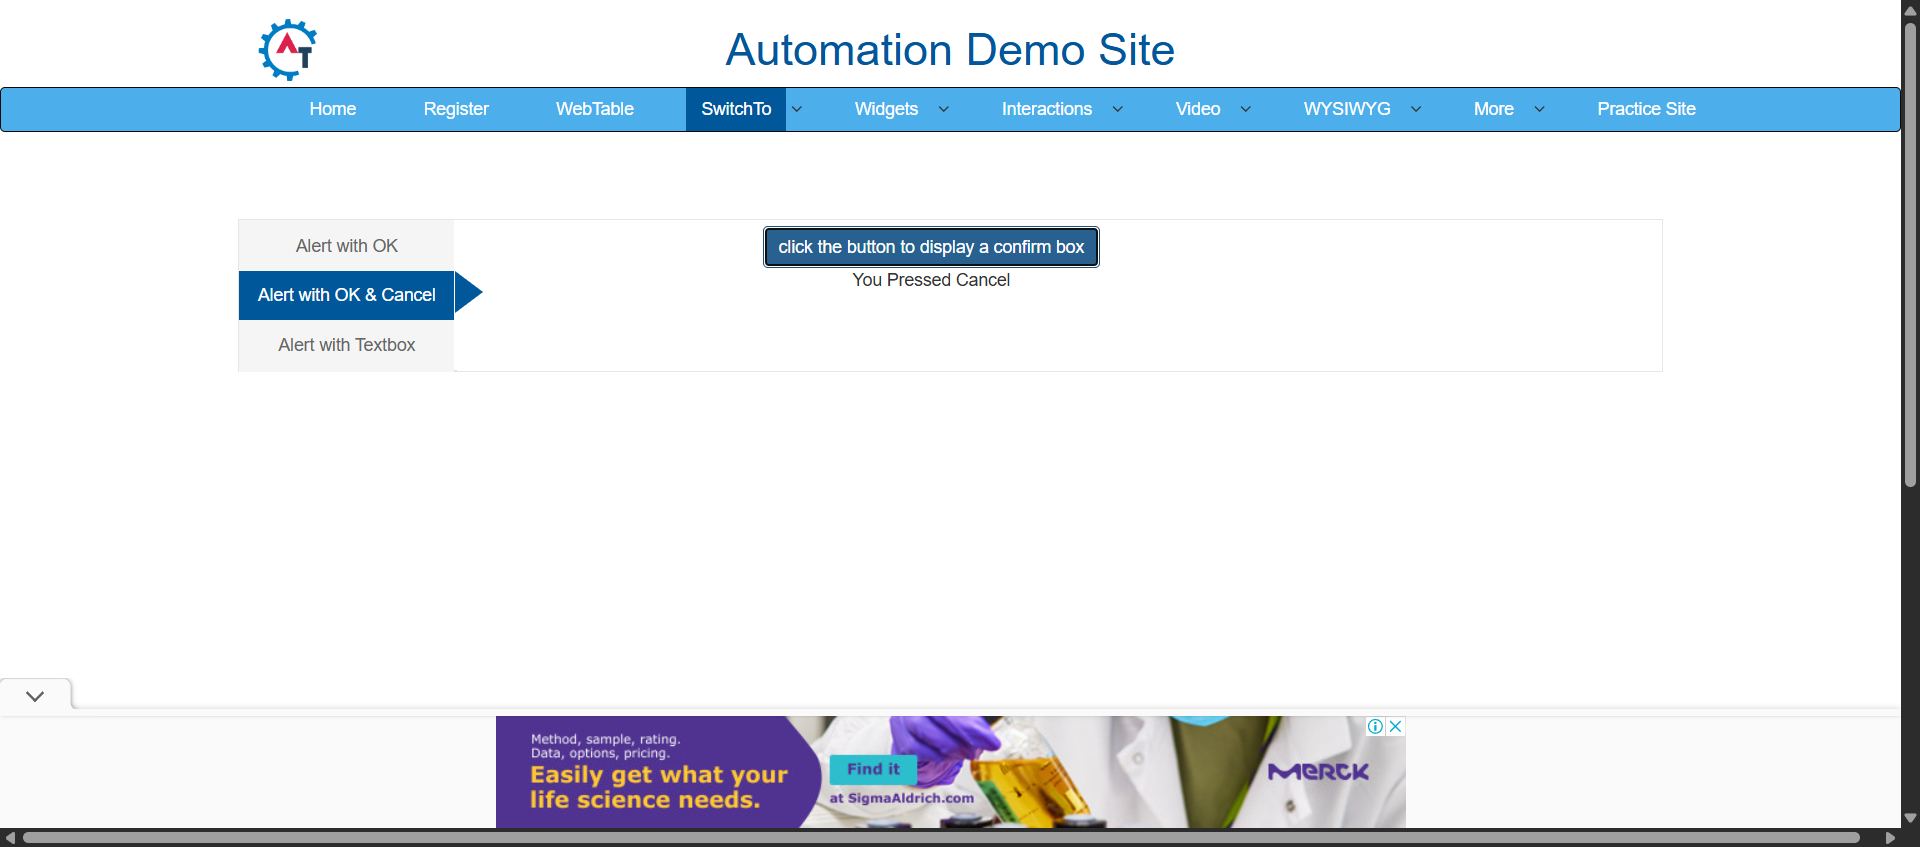 AT
Automation Demo Site
Home Register WebTable SwitchTo Widgets Interactions Video WYSIWYG More Practice Site
Alert with OK
Alert with OK & Cancel
Alert with Textbox
click the button to display a confirm box
You Pressed Cancel
Method, sample, rating.
Data, options, pricing.
Easily get what your
life science needs.
Find it
at SigmaAldrich.com
MERCK